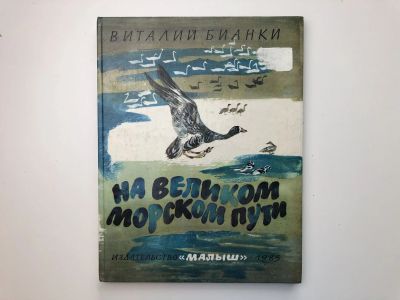 ВИТАЛИЙ БИАНКИ
НА ВЕЛИКОМ
МОРСКОМ ПУТИ
ИЗДАТЕЛЬСТВО «МАЛЫШ» 1985